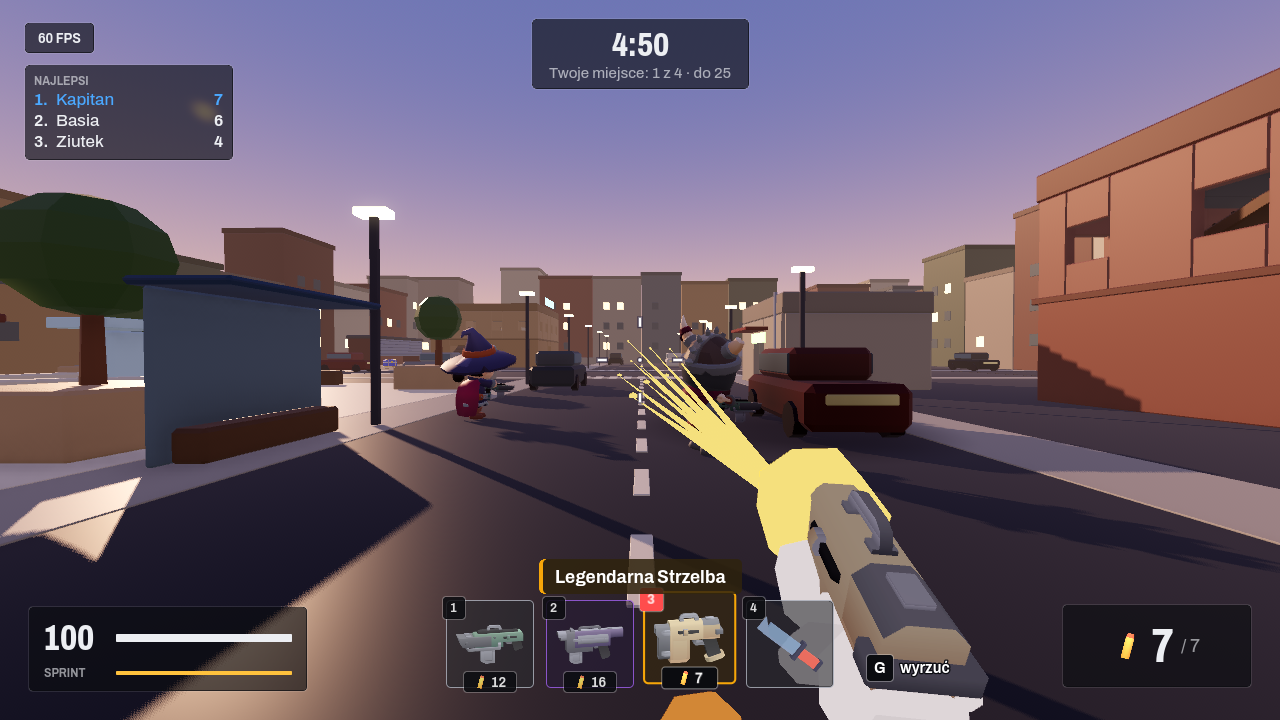 60 FPS
4:50
Twoje miejsce: 1 z 4 · do 25
NAJLEPSI
1. Kapitan 7
2. Basia 6
3. Ziutek 4
Legendarna Strzelba
1
2
3
4
12
16
7
100
SPRINT
G wyrzuć
7 / 7